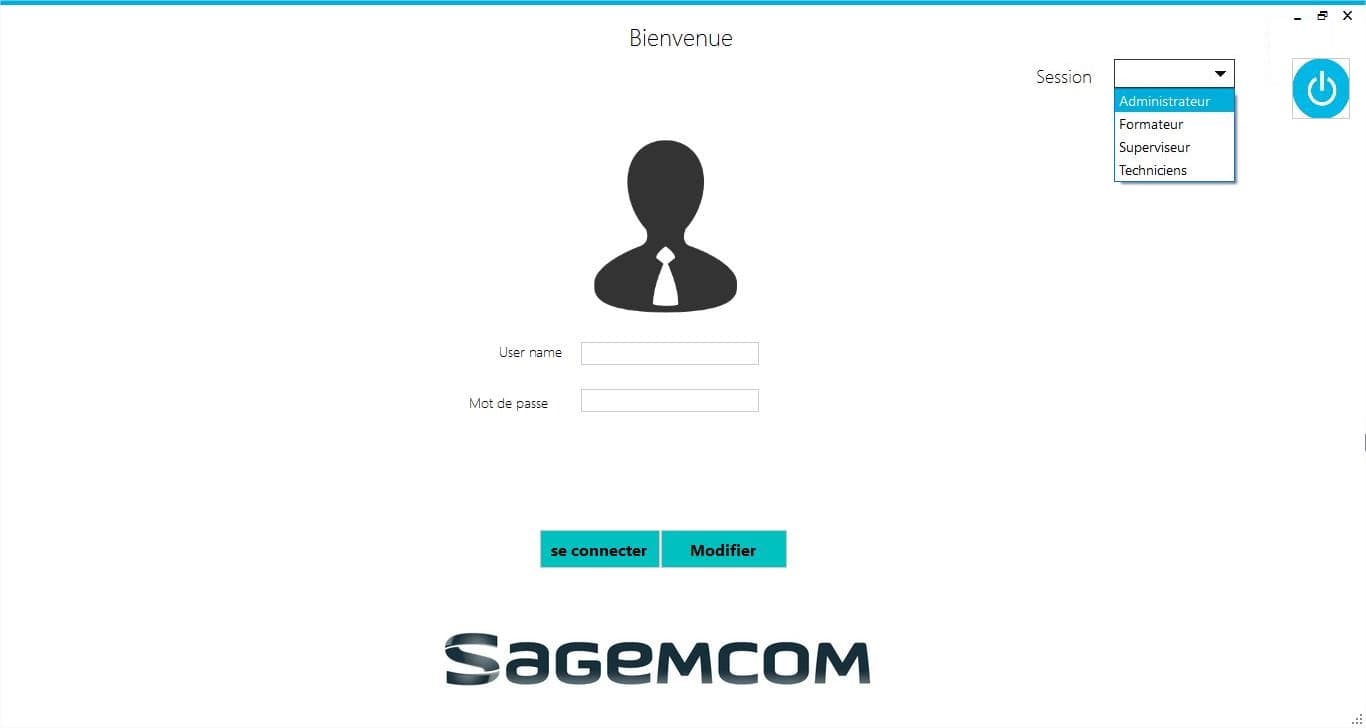 Bienvenue
Session
Administrateur
Formateur
Superviseur
Techniciens
User name
Mot de passe
se connecter
Modifier
SAGEMCOM